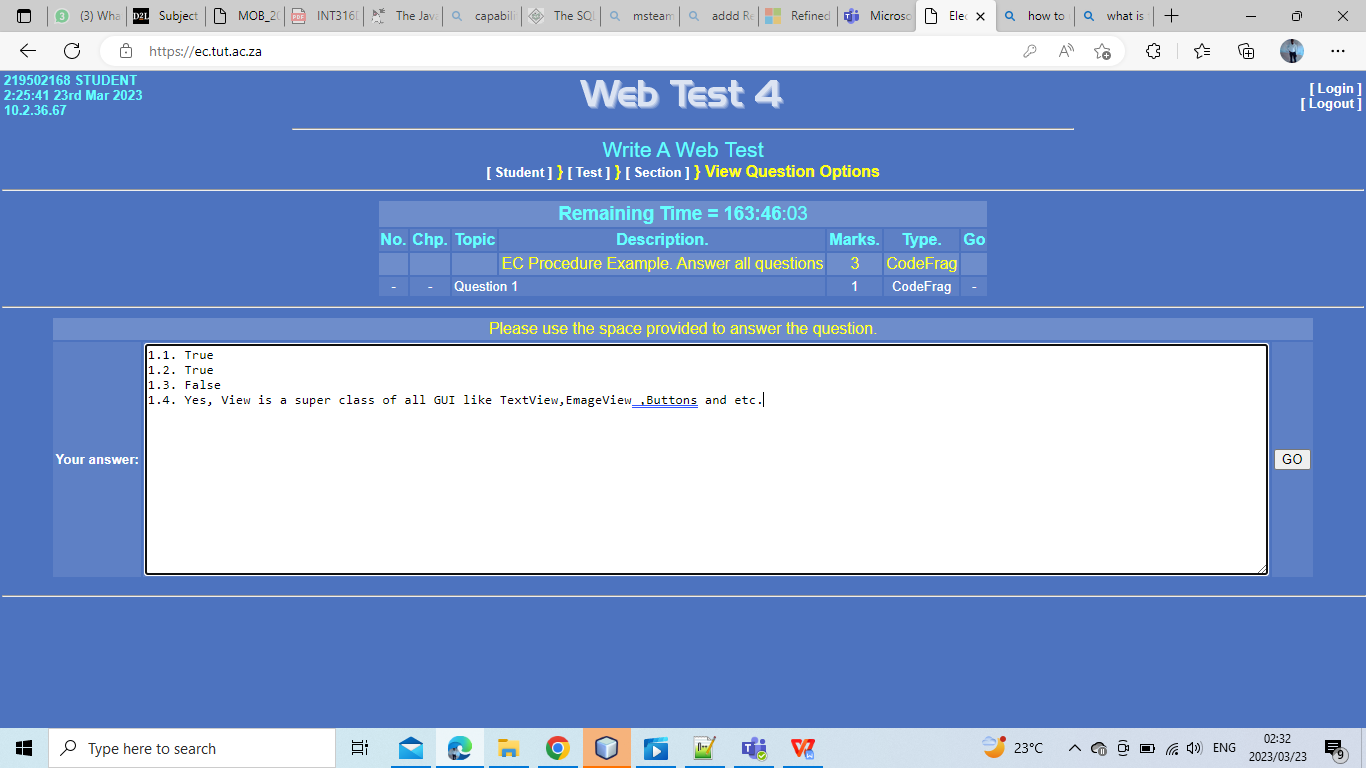 (3) Wha
D2L Subject
MOB_20
INT316D
The Java
capabili
The SQL
msteam
addd Re
Refined
Microso
Elec
how to
what is
https://ec.tut.ac.za
219502168 STUDENT
2:25:41 23rd Mar 2023
10.2.36.67
Web Test 4
[ Login ]
[ Logout ]
Write A Web Test
[ Student ] } [ Test ] } [ Section ] } View Question Options
Remaining Time = 163:46:03
No. Chp. Topic Description. Marks. Type. Go
EC Procedure Example. Answer all questions 3 CodeFrag
- - Question 1 1 CodeFrag -
Please use the space provided to answer the question.
Your answer:
1.1. True
1.2. True
1.3. False
1.4. Yes, View is a super class of all GUI like TextView,EmageView ,Buttons and etc.
GO
Type here to search
23°C
ENG
02:32
2023/03/23
9